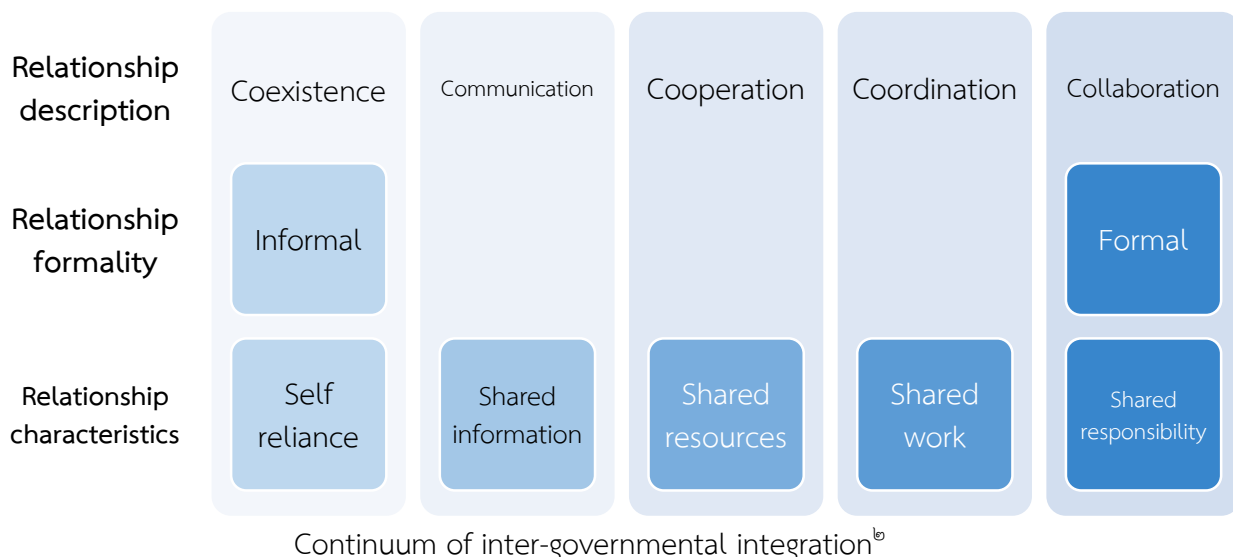 Relationship
description
Coexistence
Communication
Cooperation
Coordination
Collaboration
Relationship
formality
Informal
Formal
Relationship
characteristics
Self
reliance
Shared
information
Shared
resources
Shared
work
Shared
responsibility
Continuum of inter-governmental integration๒